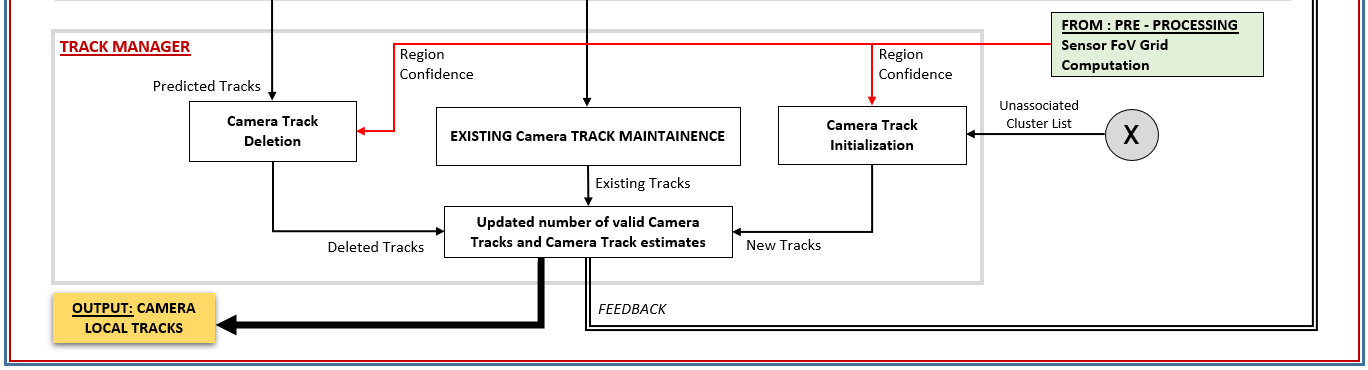 TRACK MANAGER
FROM : PRE - PROCESSING
Sensor FoV Grid
Computation
Region
Confidence
Region
Confidence
Predicted Tracks
Camera Track
Deletion
EXISTING Camera TRACK MAINTAINENCE
Camera Track
Initialization
Unassociated
Cluster List
X
Existing Tracks
Updated number of valid Camera
Tracks and Camera Track estimates
Deleted Tracks
New Tracks
OUTPUT: CAMERA
LOCAL TRACKS
FEEDBACK